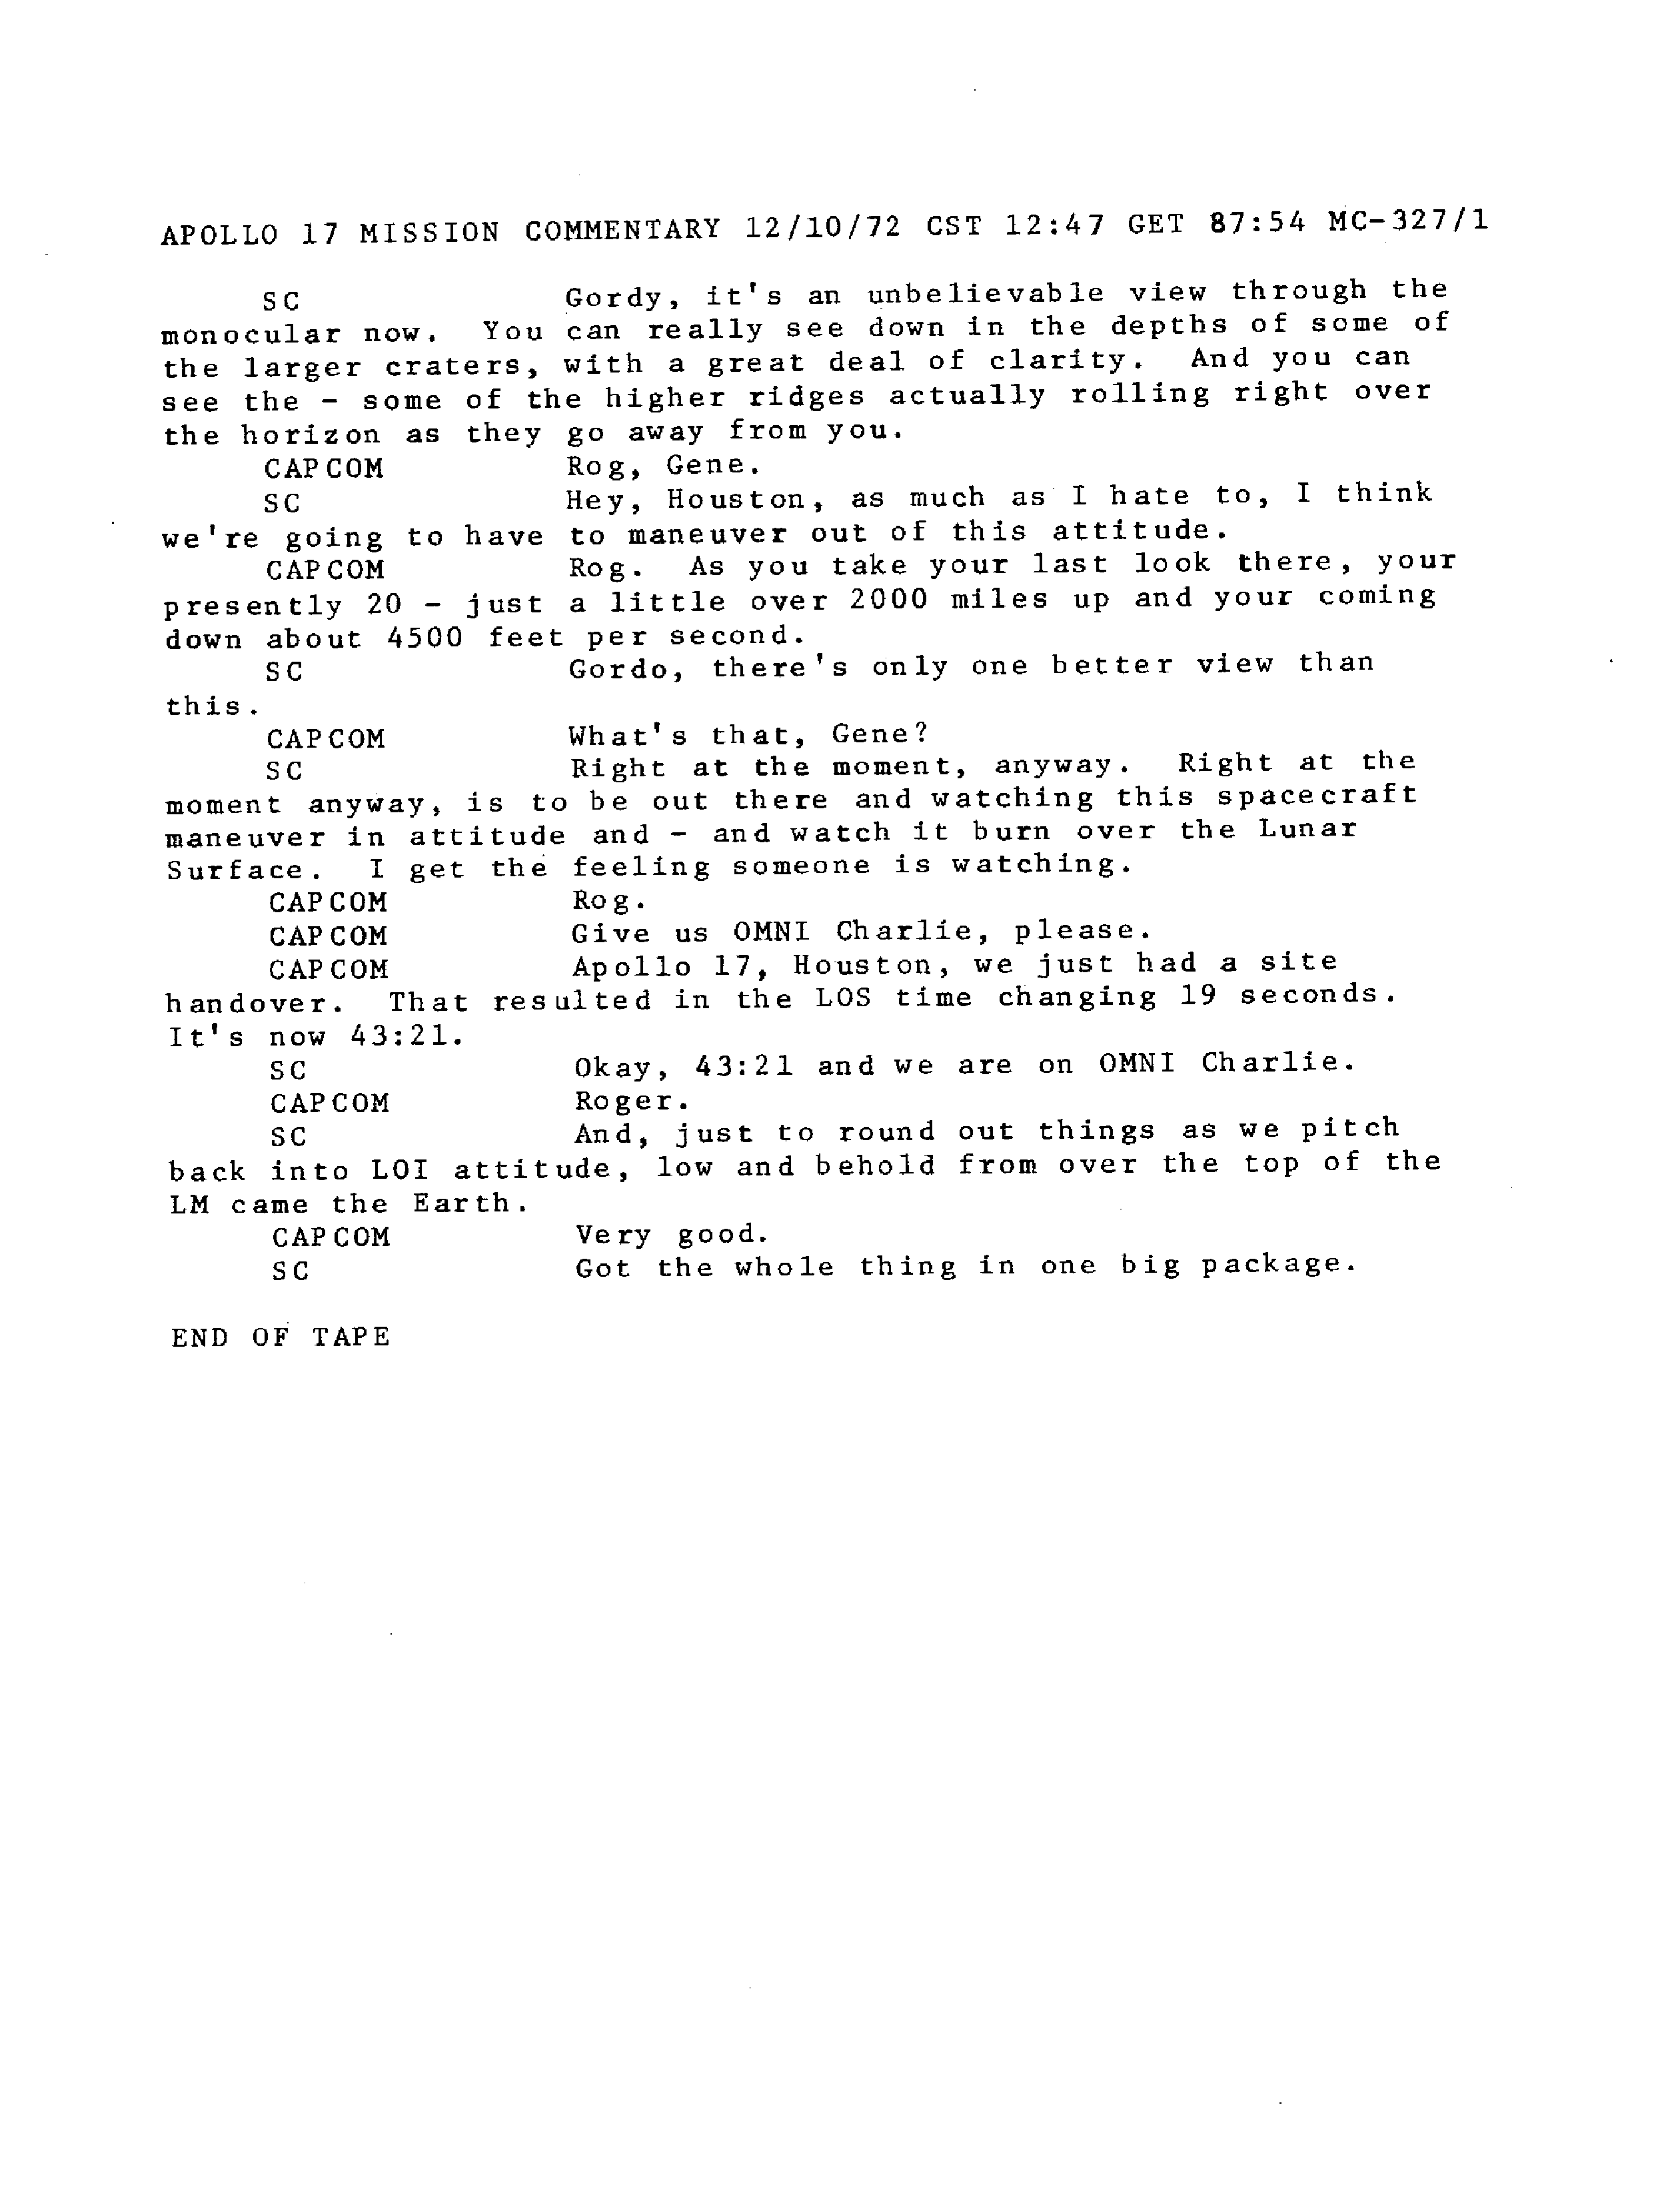 APOLLO 17 MISSION COMMENTARY 12/10/72 CST 12:47 GET 87:54 MC-327/1
SC Gordy, it's an unbelievable view through the
monocular now. You can really see down in the depths of some of
the larger craters, with a great deal of clarity. And you can
see the - some of the higher ridges actually rolling right over
the horizon as they go away from you.
CAPCOM Rog, Gene.
SC Hey, Houston, as much as I hate to, I think
we're going to have to maneuver out of this attitude.
CAPCOM Rog. As you take your last look there, your
presently 20 - just a little over 2000 miles up and your coming
down about 4500 feet per second.
SC Gordo, there's only one better view than
this.
CAPCOM What's that, Gene?
SC Right at the moment, anyway. Right at the
moment anyway, is to be out there and watching this spacecraft
maneuver in attitude and - and watch it burn over the Lunar
Surface. I get the feeling someone is watching.
CAPCOM Rog.
CAPCOM Give us OMNI Charlie, please.
CAPCOM Apollo 17, Houston, we just had a site
handover. That resulted in the LOS time changing 19 seconds.
It's now 43:21.
SC Okay, 43:21 and we are on OMNI Charlie.
CAPCOM Roger.
SC And, just to round out things as we pitch
back into LOI attitude, low and behold from over the top of the
LM came the Earth.
CAPCOM Very good.
SC Got the whole thing in one big package.
END OF TAPE